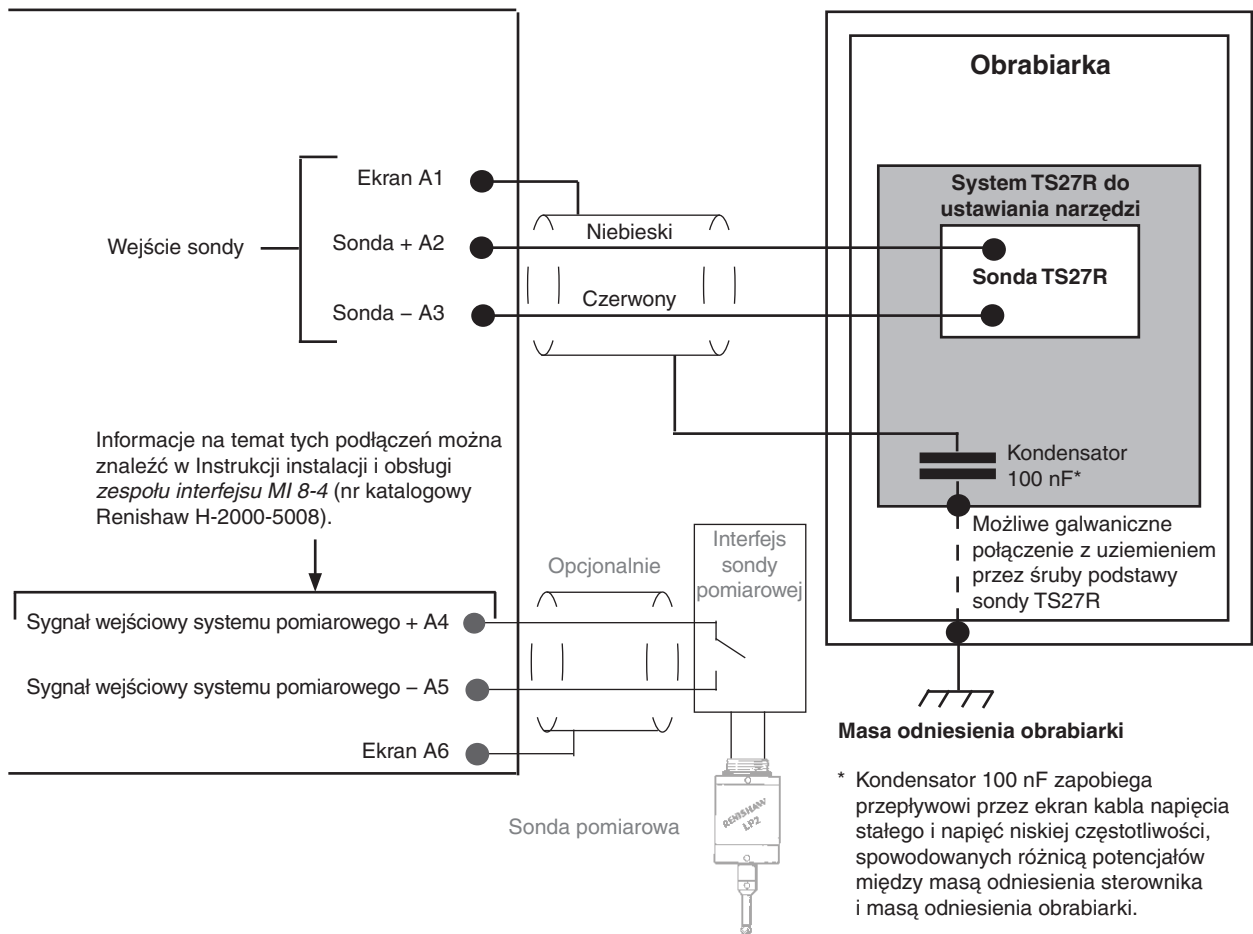 Obrabiarka
System TS27R do
ustawiania narzędzi
Sonda TS27R
Ekran A1
Wejście sondy
Sonda + A2
Sonda – A3
Niebieski
Czerwony
Kondensator
100 nF*
Możliwe galwaniczne
połączenie z uziemieniem
przez śruby podstawy
sondy TS27R
Masa odniesienia obrabiarki
Informacje na temat tych podłączeń można
znaleźć w Instrukcji instalacji i obsługi
zespołu interfejsu MI 8-4 (nr katalogowy
Renishaw H-2000-5008).
Opcjonalnie
Interfejs
sondy
pomiarowej
Sygnał wejściowy systemu pomiarowego + A4
Sygnał wejściowy systemu pomiarowego – A5
Ekran A6
Sonda pomiarowa
RENISHAW
LP2
* Kondensator 100 nF zapobiega
przepływowi przez ekran kabla napięcia
stałego i napięć niskiej częstotliwości,
spowodowanych różnicą potencjałów
między masą odniesienia sterownika
i masą odniesienia obrabiarki.